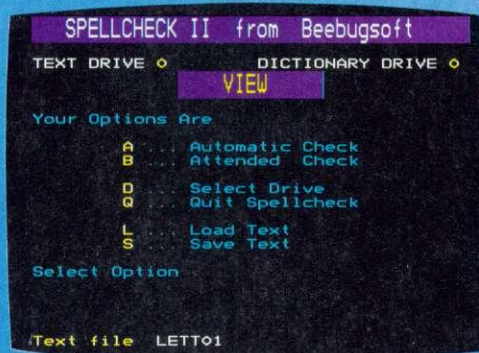 SPELLCHECK II from Beebugsoft
TEXT DRIVE 0 DICTIONARY DRIVE 0
VIEW
Your Options Are
A ... Automatic Check
B ... Attended Check
D ... Select Drive
Q ... Quit Spellcheck
L ... Load Text
S ... Save Text
Select Option
Text file LETT01